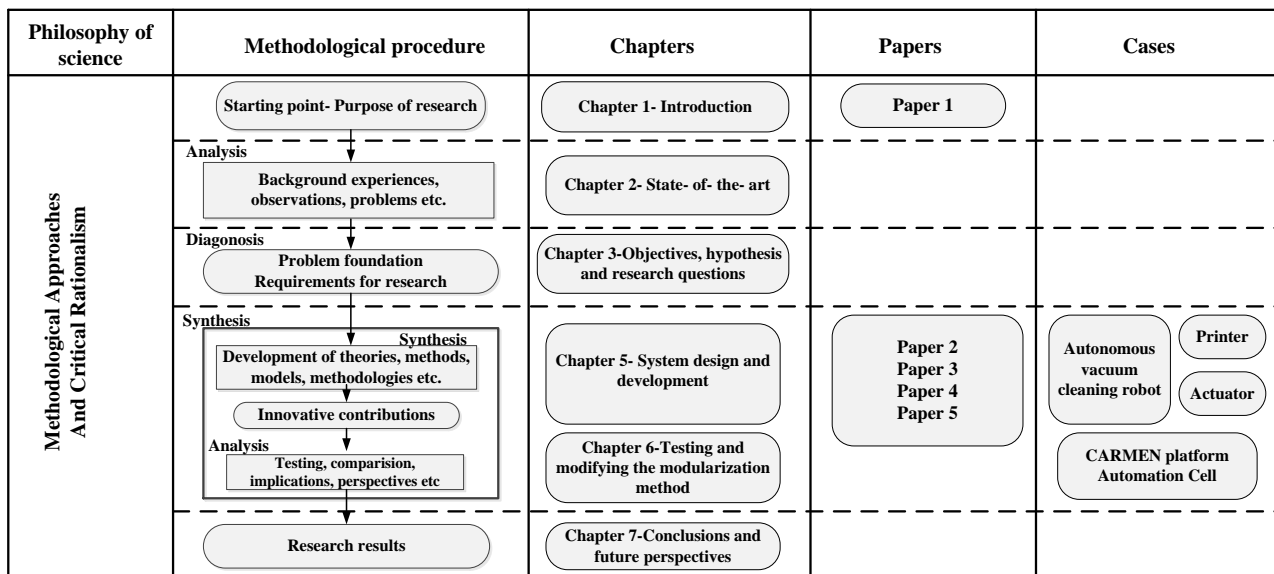 Philosophy of
science
Methodological procedure
Chapters
Papers
Cases
Methodological Approaches
And Critical Rationalism
Starting point- Purpose of research
Chapter 1- Introduction
Paper 1
Analysis
Background experiences,
observations, problems etc.
Chapter 2- State- of- the- art
Diagonosis
Problem foundation
Requirements for research
Chapter 3-Objectives, hypothesis
and research questions
Synthesis
Synthesis
Development of theories, methods,
models, methodologies etc.
Innovative contributions
Analysis
Testing, comparision,
implications, perspectives etc
Chapter 5- System design and
development
Chapter 6-Testing and
modifying the modularization
method
Paper 2
Paper 3
Paper 4
Paper 5
Autonomous
vacuum
cleaning robot
Printer
Actuator
CARMEN platform
Automation Cell
Research results
Chapter 7-Conclusions and
future perspectives